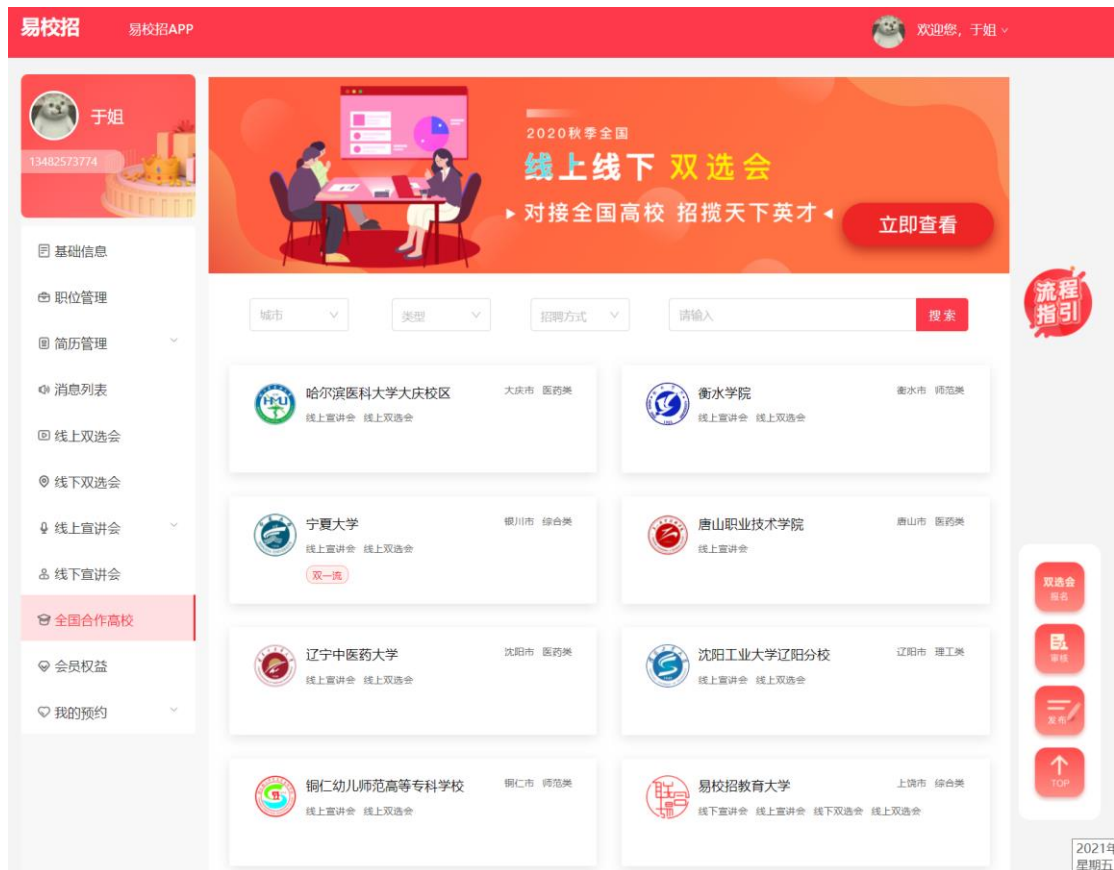 易校招
易校招APP
欢迎您，于姐
于姐
13482573774
基础信息
职位管理
简历管理
消息列表
线上双选会
线下双选会
线上宣讲会
线下宣讲会
全国合作高校
会员权益
我的预约
2020秋季全国
线上线下 双选会
对接全国高校 招揽天下英才
立即查看
城市 类型 招聘方式 请输入 搜索
哈尔滨医科大学大庆校区 大庆市 医药类
线上宣讲会 线上双选会
衡水学院 衡水市 师范类
线上宣讲会 线上双选会
宁夏大学 银川市 综合类
线上宣讲会 线上双选会
双一流
唐山职业技术学院 唐山市 医药类
线上宣讲会
辽宁中医药大学 沈阳市 医药类
线上宣讲会 线上双选会
沈阳工业大学辽阳分校 辽阳市 理工类
线上宣讲会 线上双选会
铜仁幼儿师范高等专科学校 铜仁市 师范类
线上宣讲会 线上双选会
易校招教育大学 上饶市 综合类
线下宣讲会 线上宣讲会 线下双选会 线上双选会
流程
指引
双选会
报名
审核
发布
TOP
2021年
星期五